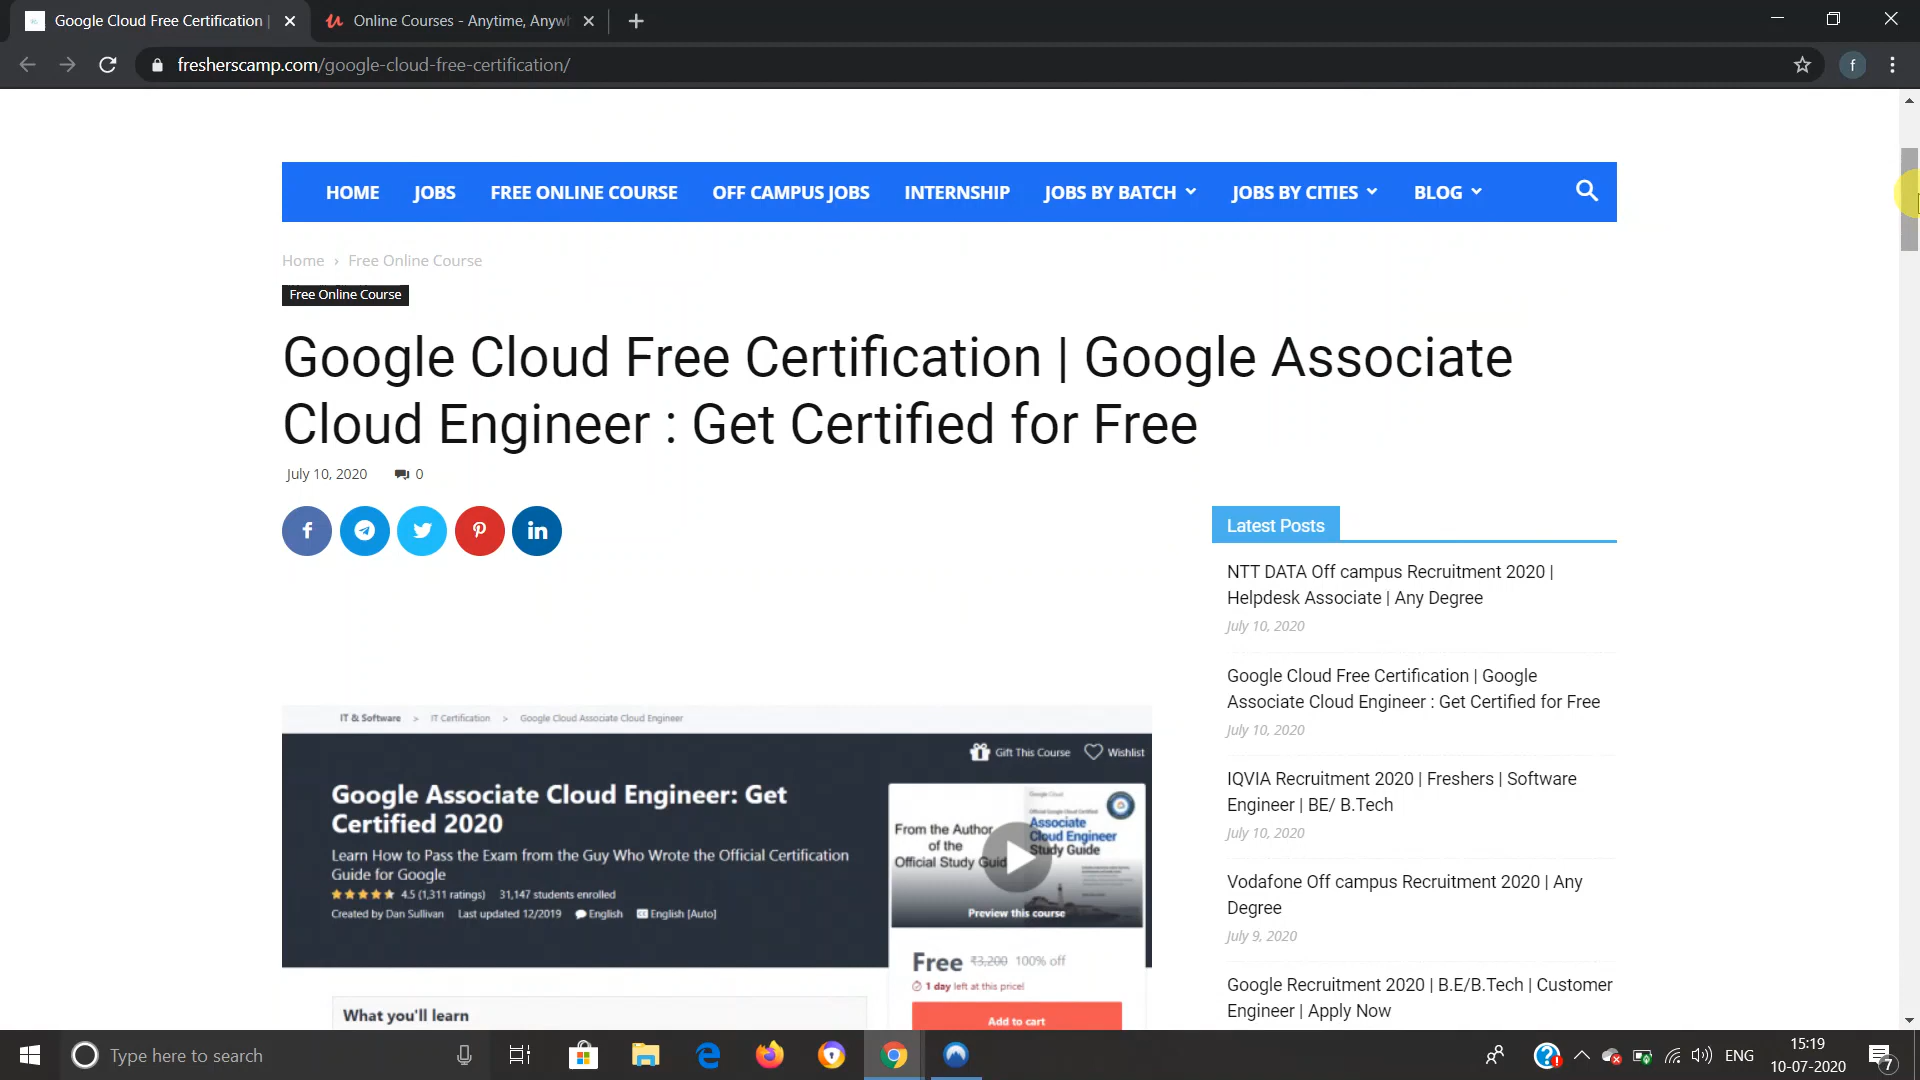 Google Cloud Free Certification |
Online Courses - Anytime, Anyw
fresherscamp.com/google-cloud-free-certification/
f
HOME
JOBS
FREE ONLINE COURSE
OFF CAMPUS JOBS
INTERNSHIP
JOBS BY BATCH
JOBS BY CITIES
BLOG
Home › Free Online Course
Free Online Course
Google Cloud Free Certification | Google Associate
Cloud Engineer : Get Certified for Free
July 10, 2020
0
IT & Software > IT Certification > Google Cloud Associate Cloud Engineer
Gift This Course
Wishlist
Google Associate Cloud Engineer: Get
Certified 2020
Learn How to Pass the Exam from the Guy Who Wrote the Official Certification
Guide for Google
4.5 (1,311 ratings) 31,147 students enrolled
Created by Dan Sullivan Last updated 12/2019 English English [Auto]
Google Cloud
From the Author
of the
Official Study Guid
Associate
Cloud Engineer
Study Guide
Preview this course
Free ₹3,200 100% off
1 day left at this price!
Add to cart
What you'll learn
Latest Posts
NTT DATA Off campus Recruitment 2020 |
Helpdesk Associate | Any Degree
July 10, 2020
Google Cloud Free Certification | Google
Associate Cloud Engineer : Get Certified for Free
July 10, 2020
IQVIA Recruitment 2020 | Freshers | Software
Engineer | BE/ B.Tech
July 10, 2020
Vodafone Off campus Recruitment 2020 | Any
Degree
July 9, 2020
Google Recruitment 2020 | B.E/B.Tech | Customer
Engineer | Apply Now
Type here to search
ENG
15:19
10-07-2020
7